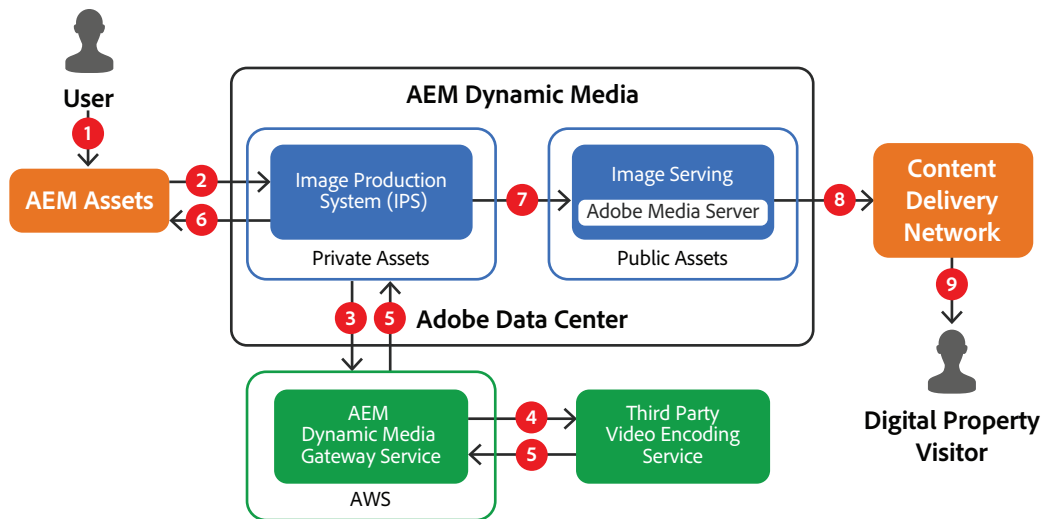 User
1
AEM Assets
2
6
AEM Dynamic Media
Image Production
System (IPS)
Private Assets
7
Image Serving
Adobe Media Server
Public Assets
8
Content
Delivery
Network
9
3
5
Adobe Data Center
AEM
Dynamic Media
Gateway Service
AWS
4
5
Third Party
Video Encoding
Service
Digital Property
Visitor